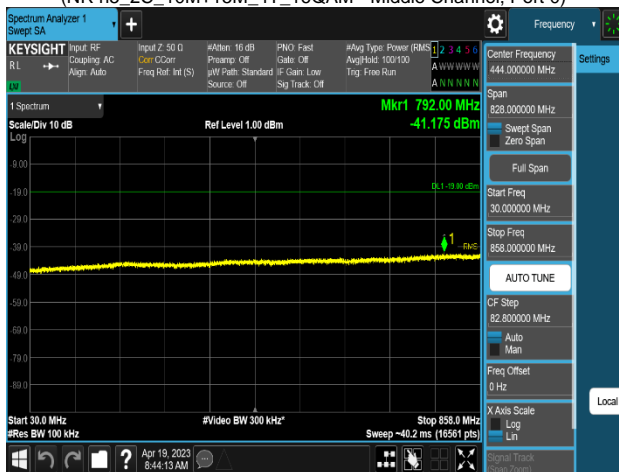 Spectrum Analyzer 1
Swept SA
Frequency
KEYSIGHT
RL
Input: RF
Coupling: AC
Align: Auto
Input Z: 50 Ω
Corr CCorr
Freq Ref: Int (S)
#Atten: 16 dB
Preamp: Off
µW Path: Standard
Source: Off
PNO: Fast
Gate: Off
IF Gain: Low
Sig Track: Off
#Avg Type: Power (RMS
Avg|Hold: 100/100
Trig: Free Run
1 2 3 4 5 6
A W W W W W
A N N N N N
LW
1 Spectrum
Scale/Div 10 dB
Log
Ref Level 1.00 dBm
Mkr1 792.00 MHz
-41.175 dBm
-9.00
-19.0
DL1 -19.00 dBm
-29.0
-39.0
1
RMS
-49.0
-59.0
-69.0
-79.0
-89.0
Start 30.0 MHz
#Res BW 100 kHz
#Video BW 300 kHz*
Stop 858.0 MHz
Sweep ~40.2 ms (16561 pts)
Apr 19, 2023
8:44:13 AM
Center Frequency
444.000000 MHz
Settings
Span
828.000000 MHz
Swept Span
Zero Span
Full Span
Start Freq
30.000000 MHz
Stop Freq
858.000000 MHz
AUTO TUNE
CF Step
82.800000 MHz
Auto
Man
Freq Offset
0 Hz
X Axis Scale
Log
Lin
Local
Signal Track
(Span Zoom)